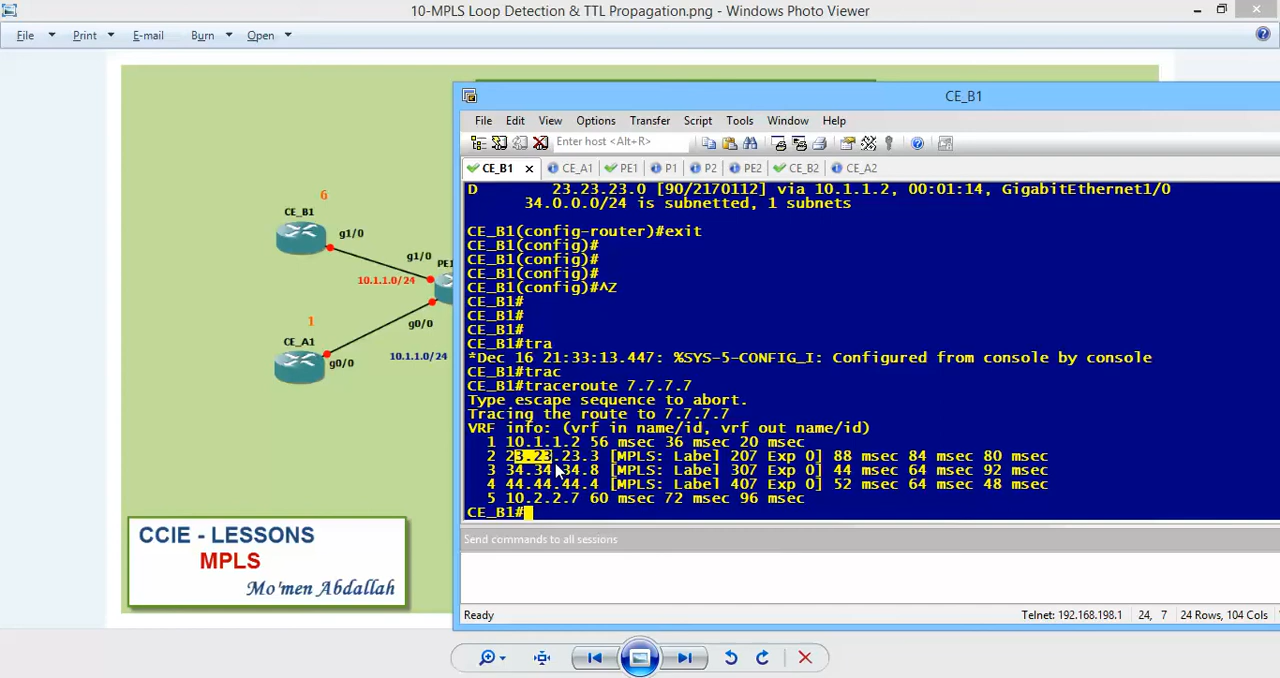 10-MPLS Loop Detection & TTL Propagation.png - Windows Photo Viewer
File Print E-mail Burn Open
CE_B1
File Edit View Options Transfer Script Tools Window Help
Enter host <Alt+R>
CE_B1 CE_A1 PE1 P1 P2 PE2 CE_B2 CE_A2
D 23.23.23.0 [90/2170112] via 10.1.1.2, 00:01:14, GigabitEthernet1/0
34.0.0.0/24 is subnetted, 1 subnets
CE_B1(config-router)#exit
CE_B1(config)#
CE_B1(config)#
CE_B1(config)#
CE_B1(config)#^Z
CE_B1#
CE_B1#
CE_B1#
CE_B1#tra
*Dec 16 21:33:13.447: %SYS-5-CONFIG_I: Configured from console by console
CE_B1#trac
CE_B1#traceroute 7.7.7.7
Type escape sequence to abort.
Tracing the route to 7.7.7.7
VRF info: (vrf in name/id, vrf out name/id)
1 10.1.1.2 56 msec 36 msec 20 msec
2 23.23.23.3 [MPLS: Label 207 Exp 0] 88 msec 84 msec 80 msec
3 34.34.34.8 [MPLS: Label 307 Exp 0] 44 msec 64 msec 92 msec
4 44.44.44.4 [MPLS: Label 407 Exp 0] 52 msec 64 msec 48 msec
5 10.2.2.7 60 msec 72 msec 96 msec
CE_B1#
Send commands to all sessions
Ready Telnet: 192.168.198.1 24, 7 24 Rows, 104 Cols
6
CE_B1
g1/0
g1/0
PE1
10.1.1.0/24
1
CE_A1
g0/0
g0/0
10.1.1.0/24
CCIE - LESSONS
MPLS
Mo'men Abdallah